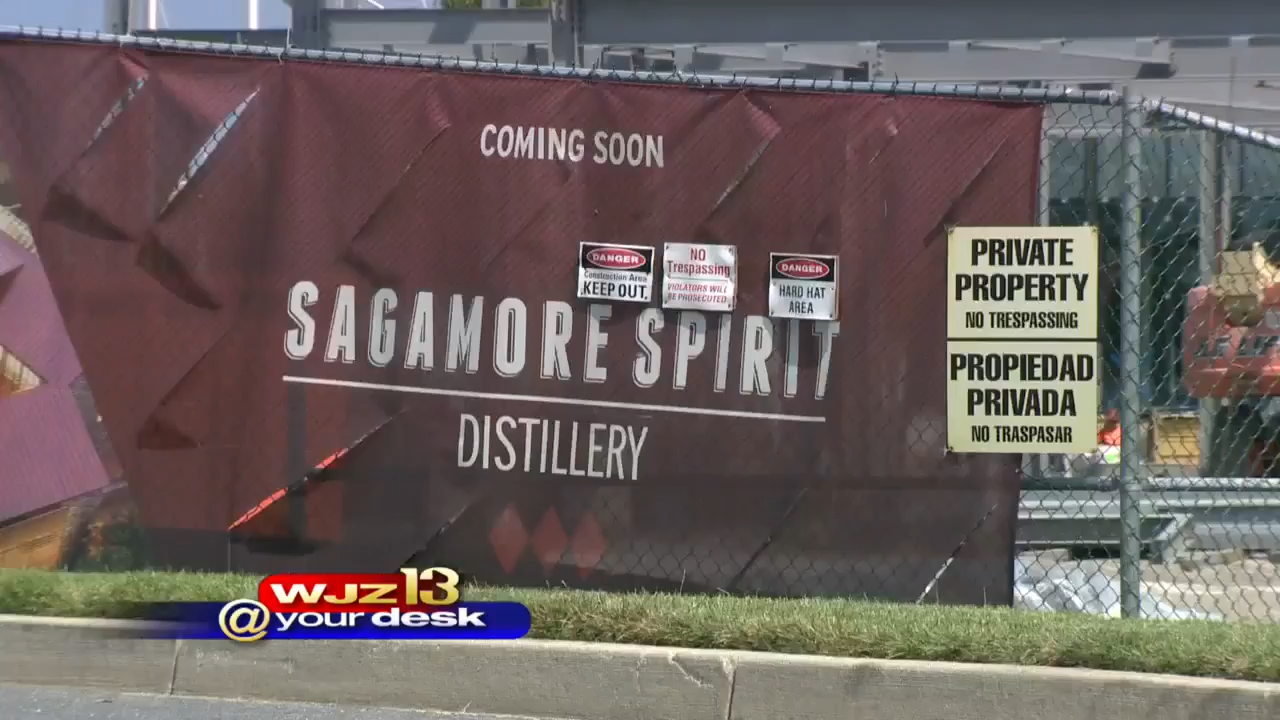 COMING SOON
DANGER
Construction Area
KEEP OUT.
NO
Trespassing
VIOLATORS WILL
BE PROSECUTED
DANGER
HARD HAT
AREA
SAGAMORE SPIRIT
DISTILLERY
PRIVATE
PROPERTY
NO TRESPASSING
PROPIEDAD
PRIVADA
NO TRASPASAR
WJZ13
@your desk